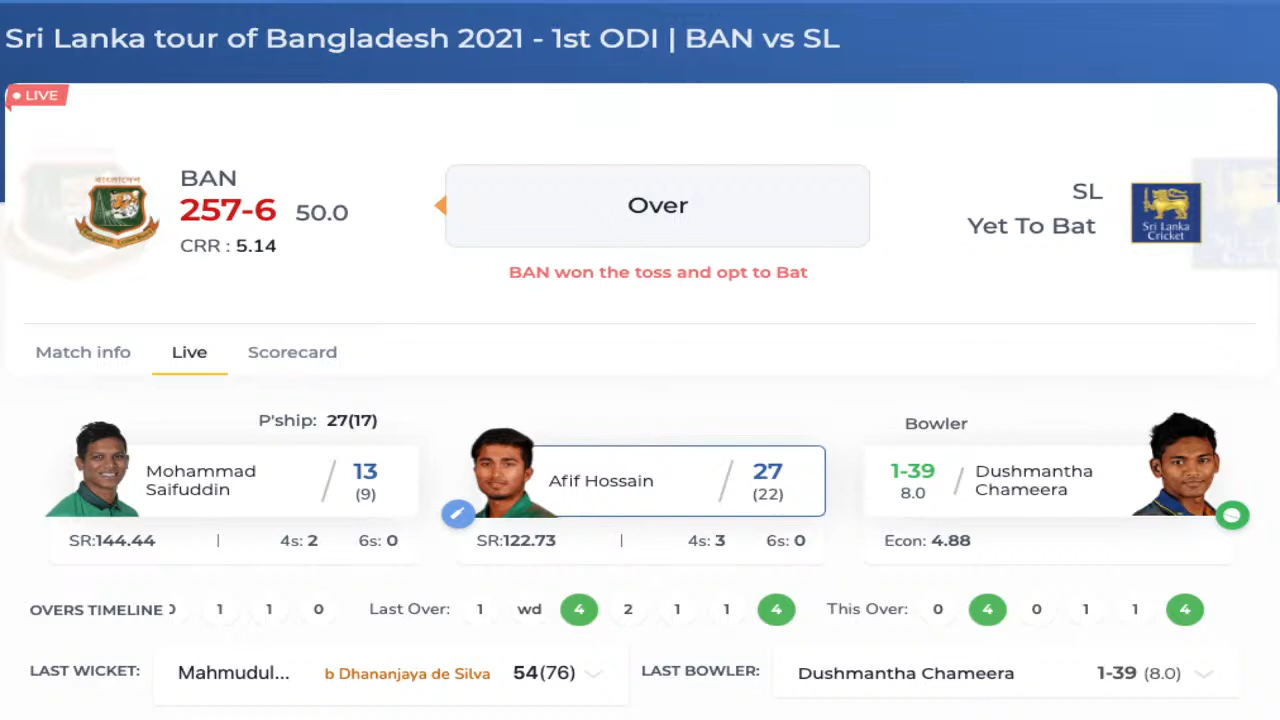 Sri Lanka tour of Bangladesh 2021 - 1st ODI | BAN vs SL
LIVE
BAN
257-6 50.0
CRR : 5.14
Over
BAN won the toss and opt to Bat
SL
Yet To Bat
Sri Lanka
Cricket
Match info Live Scorecard
P'ship: 27(17)
Mohammad
Saifuddin
13
(9)
SR:144.44 | 4s: 2 6s: 0
Afif Hossain
27
(22)
SR:122.73 | 4s: 3 6s: 0
Bowler
1-39
8.0
Dushmantha
Chameera
Econ: 4.88
OVERS TIMELINE 1 1 0 Last Over: 1 wd 4 2 1 1 4 This Over: 0 4 0 1 1 4
LAST WICKET: Mahmudul... b Dhananjaya de Silva 54(76) LAST BOWLER: Dushmantha Chameera 1-39 (8.0)